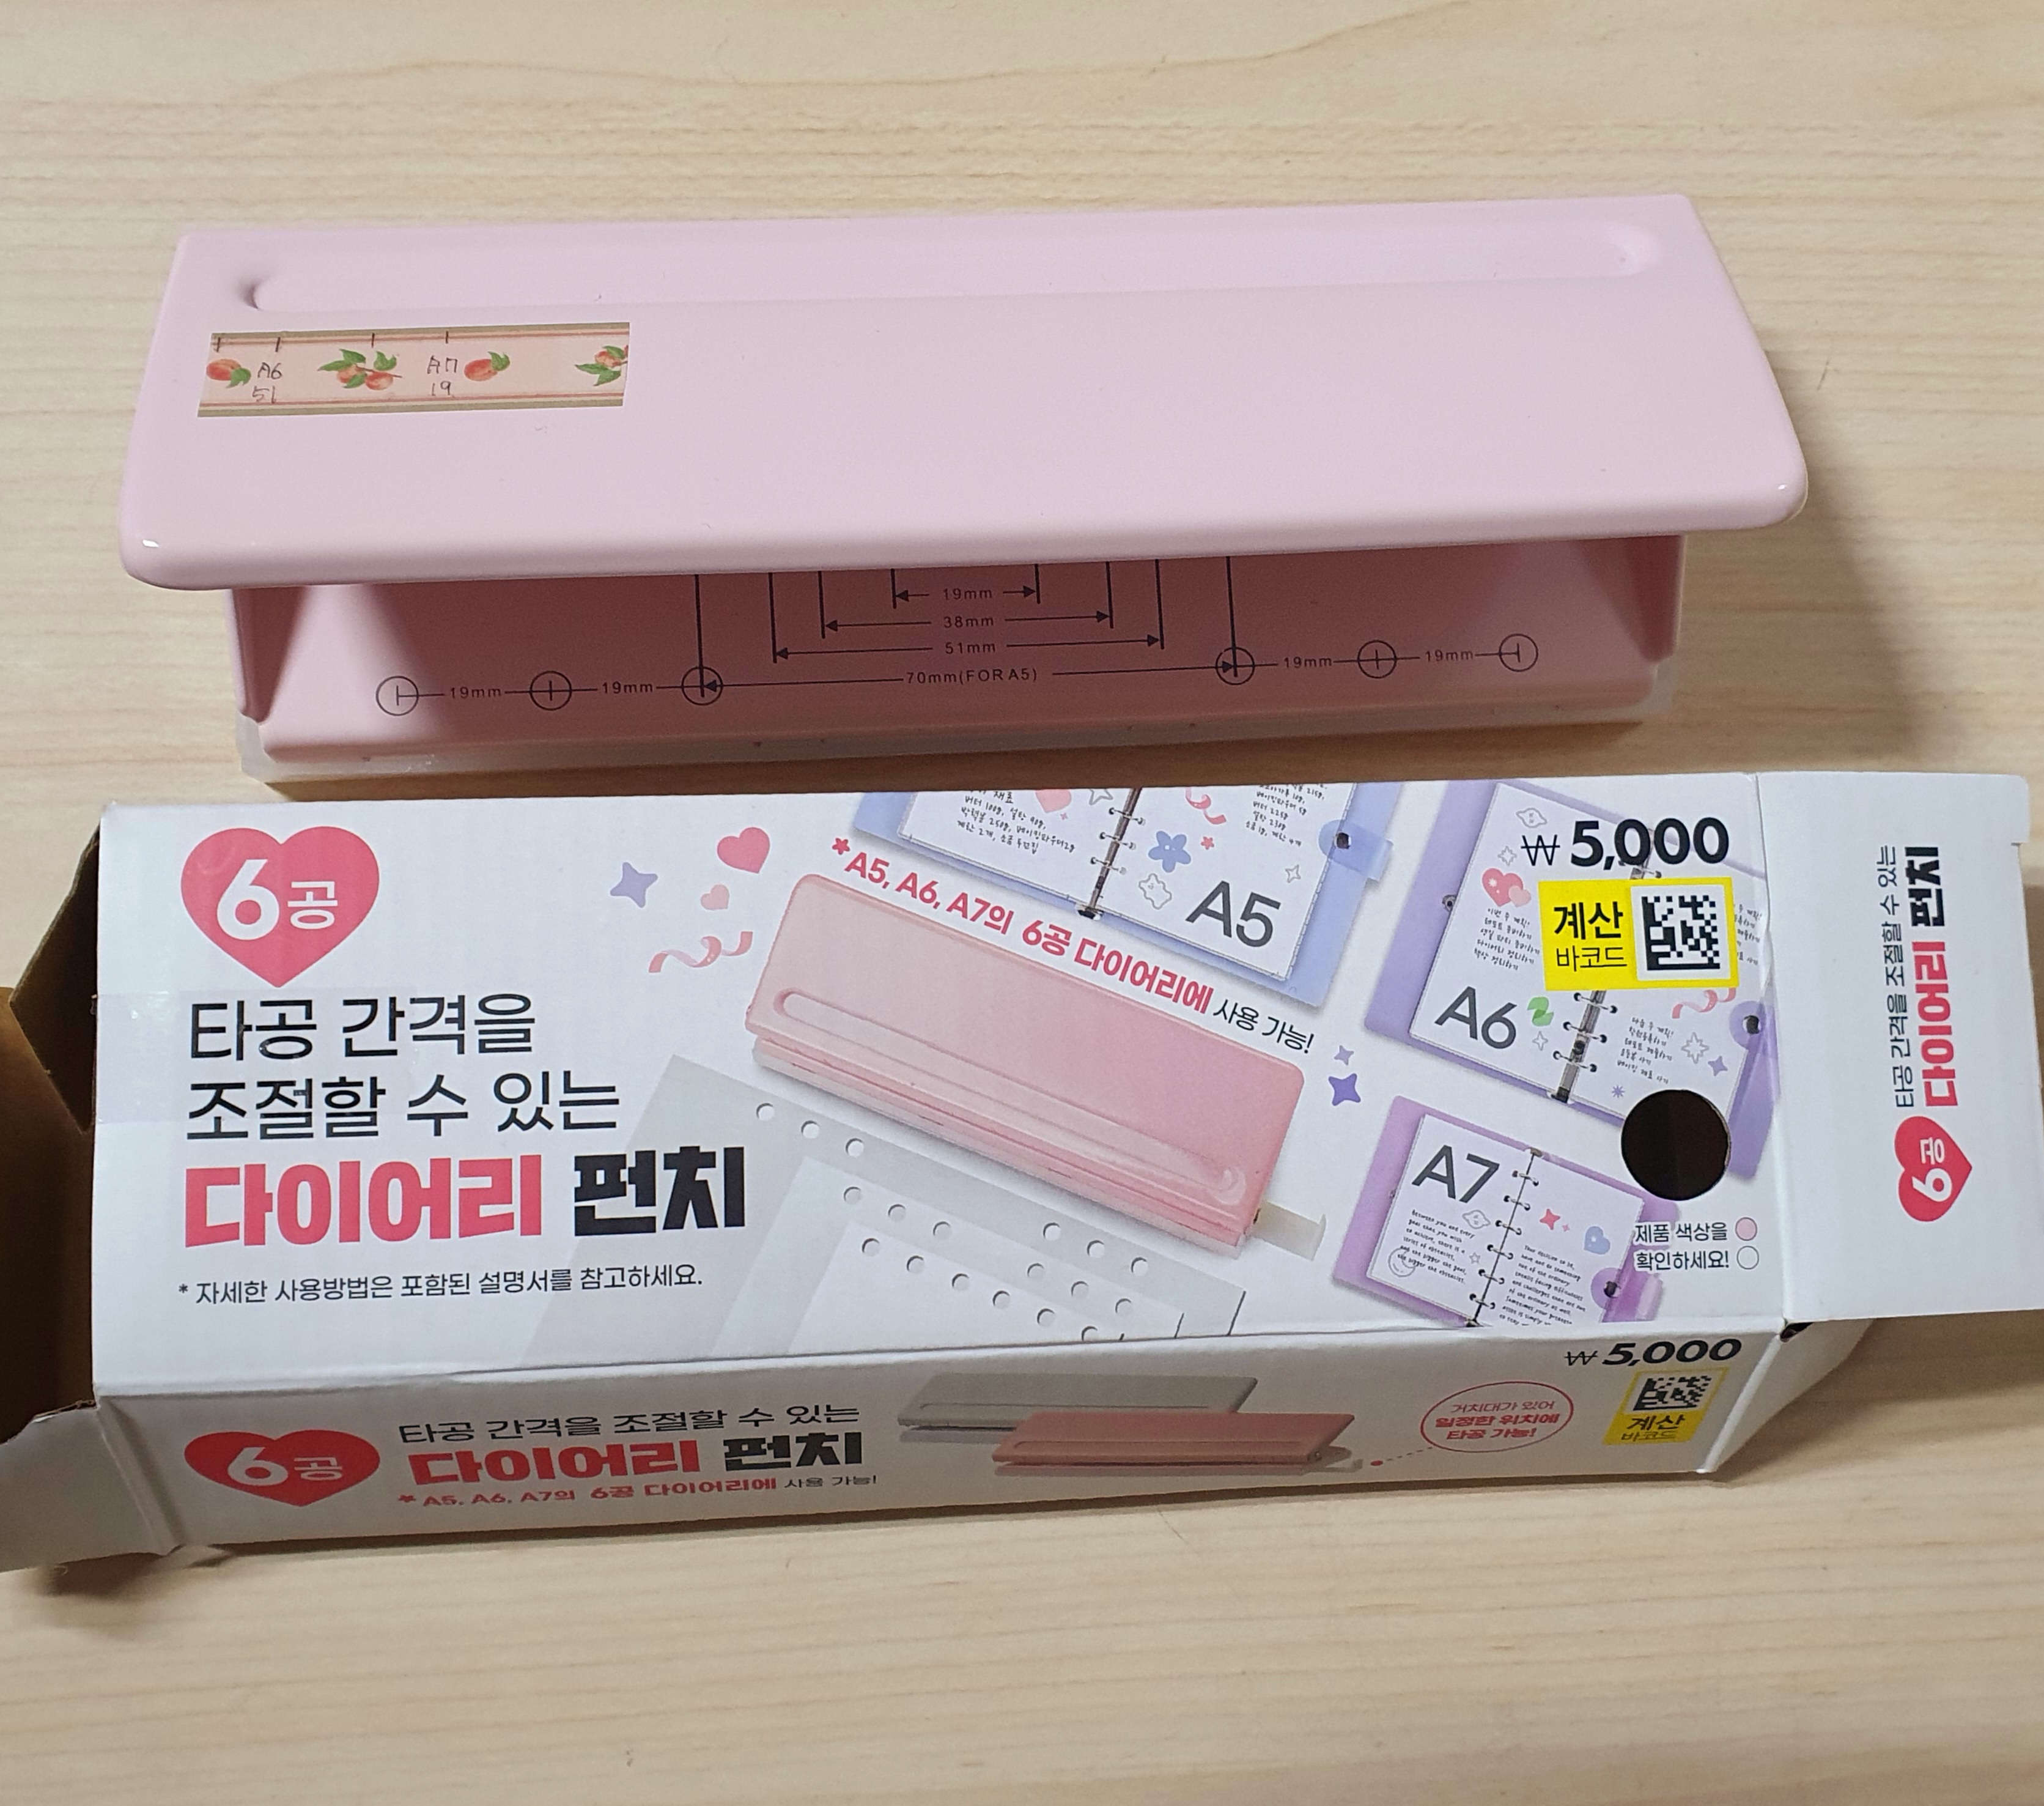 A6
51
A7
19
19mm
38mm
51mm
70mm(FOR A5)
19mm
19mm
19mm
19mm
6공
타공 간격을
조절할 수 있는
다이어리 펀치
* 자세한 사용방법은 포함된 설명서를 참고하세요.
*A5, A6, A7의 6공 다이어리에 사용 가능!
A5
A6
A7
₩5,000
계산
바코드
제품 색상을
확인하세요!
6공
타공 간격을 조절할 수 있는
다이어리 펀치
6공
타공 간격을 조절할 수 있는
다이어리 펀치
*A5, A6, A7의 6공 다이어리에 사용 가능!
거치대가 있어
일정한 위치에
타공 가능!
₩5,000
계산
바코드